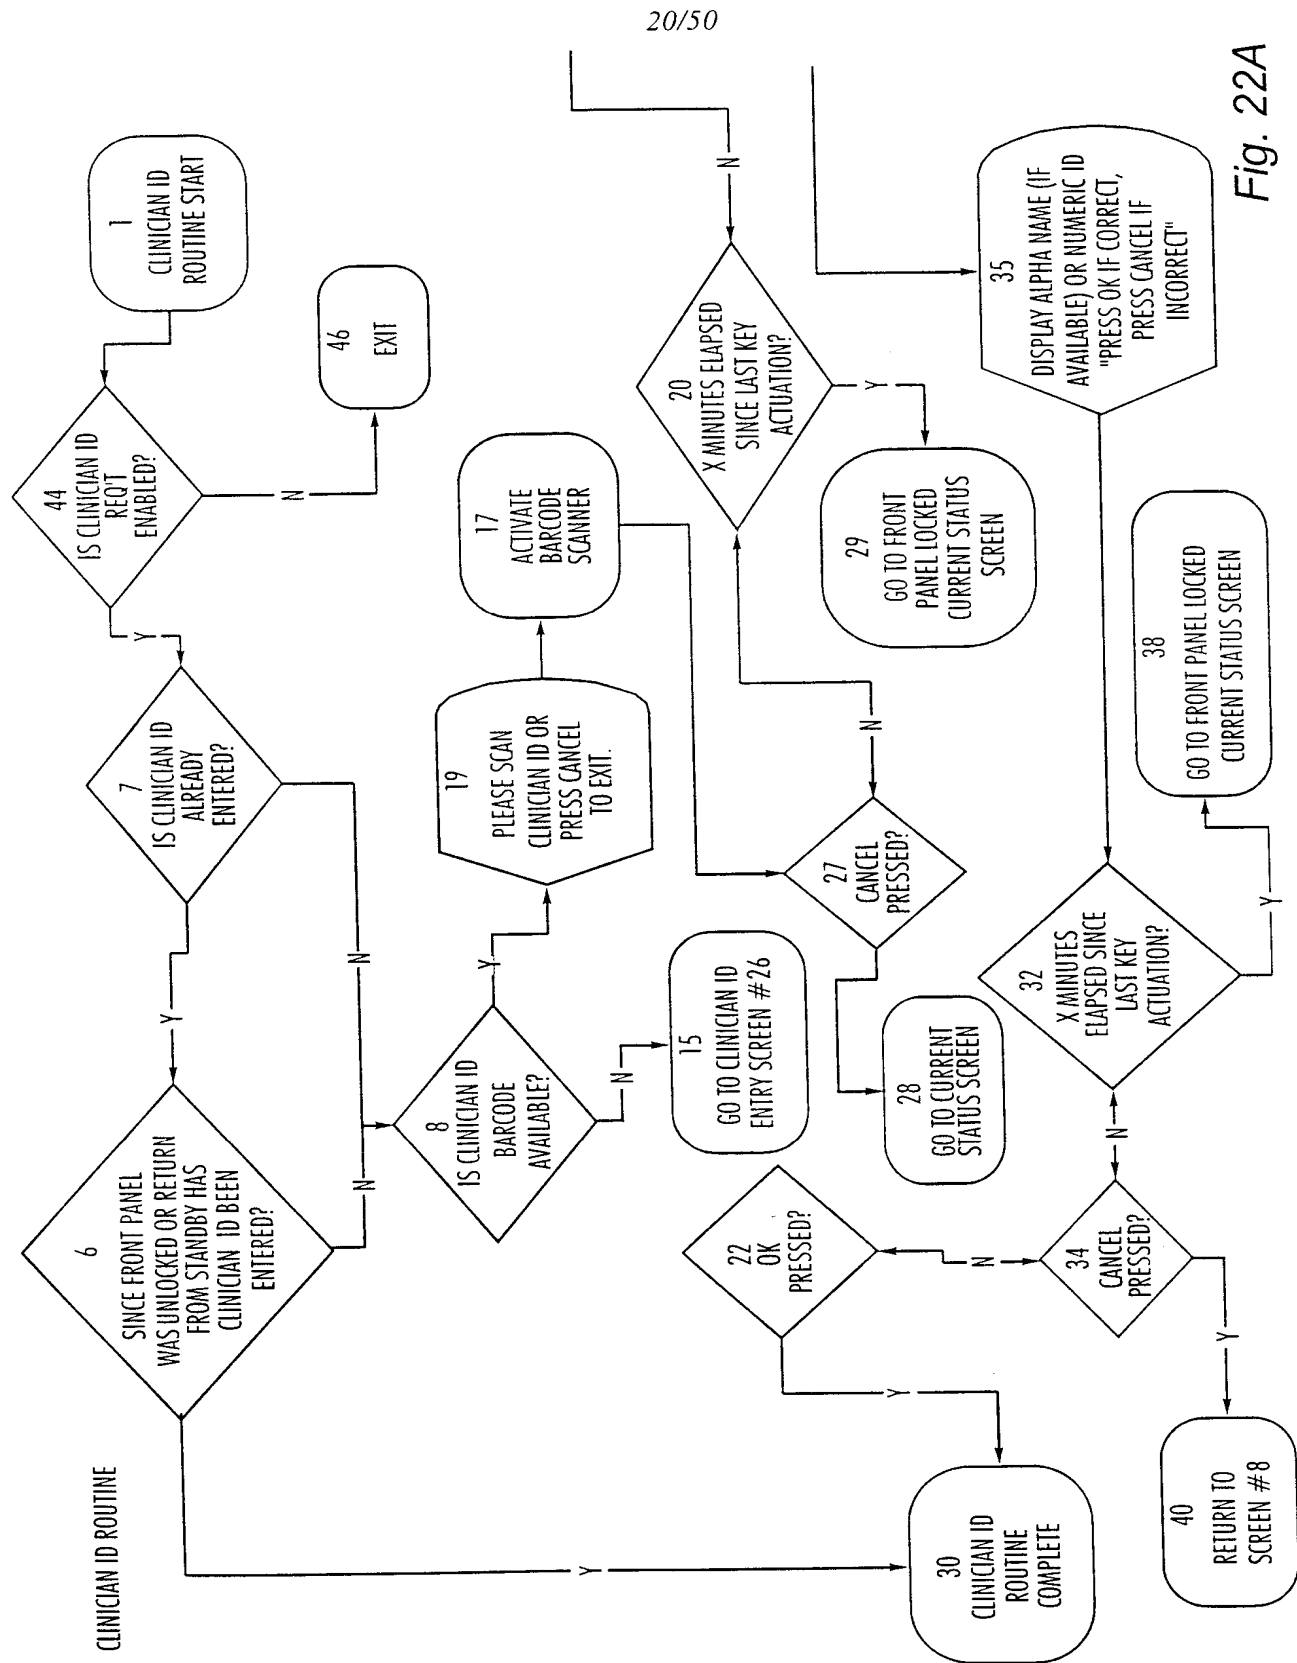 20/50
CLINICIAN ID ROUTINE
1
CLINICIAN ID
ROUTINE START
44
IS CLINICIAN ID
REQ'T
ENABLED?
N
46
EXIT
Y
7
IS CLINICIAN ID
ALREADY
ENTERED?
Y
N
6
SINCE FRONT PANEL
WAS UNLOCKED OR RETURN
FROM STANDBY HAS
CLINICIAN ID BEEN
ENTERED?
N
Y
8
IS CLINICIAN ID
BARCODE
AVAILABLE?
Y
N
19
PLEASE SCAN
CLINICIAN ID OR
PRESS CANCEL
TO EXIT.
17
ACTIVATE
BARCODE
SCANNER
15
GO TO CLINICIAN ID
ENTRY SCREEN #26
27
CANCEL
PRESSED?
N
28
GO TO CURRENT
STATUS SCREEN
N
20
X MINUTES ELAPSED
SINCE LAST KEY
ACTUATION?
Y
29
GO TO FRONT
PANEL LOCKED
CURRENT STATUS
SCREEN
35
DISPLAY ALPHA NAME (IF
AVAILABLE) OR NUMERIC ID
"PRESS OK IF CORRECT,
PRESS CANCEL IF
INCORRECT"
32
X MINUTES
ELAPSED SINCE
LAST KEY
ACTUATION?
Y
38
GO TO FRONT PANEL LOCKED
CURRENT STATUS SCREEN
N
34
CANCEL
PRESSED?
Y
40
RETURN TO
SCREEN #8
N
22
OK
PRESSED?
Y
30
CLINICIAN ID
ROUTINE
COMPLETE
Fig. 22A